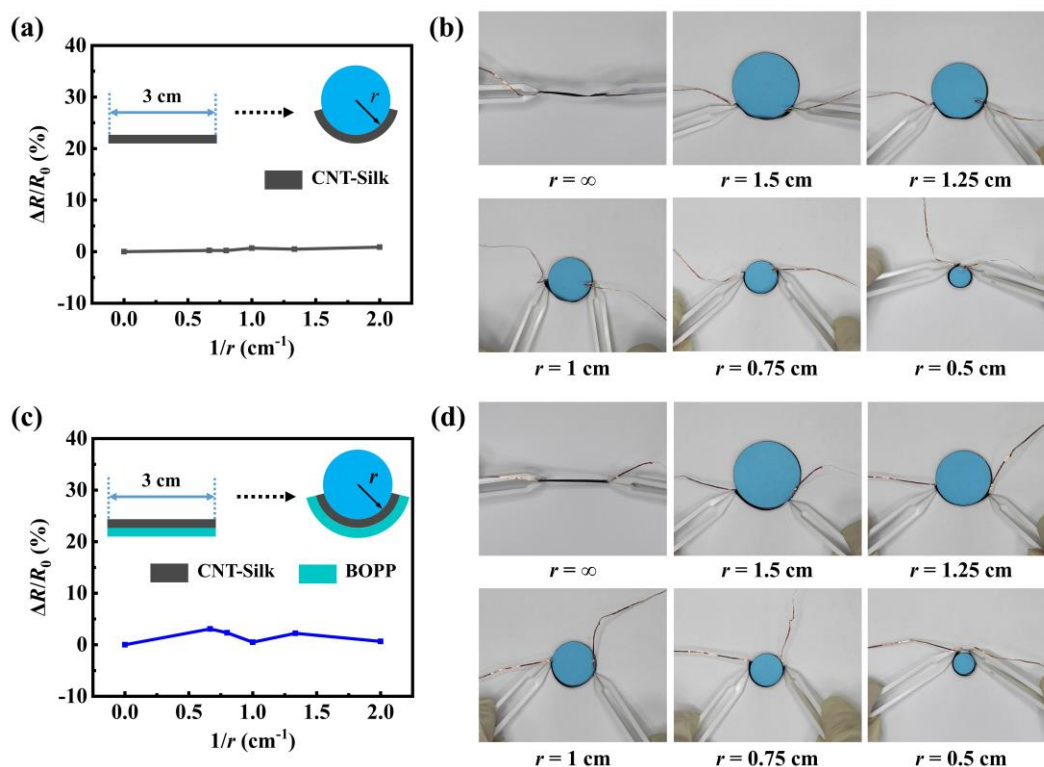 (a)
ΔR/R₀ (%)
40
30
20
10
0
-10
3 cm
r
CNT-Silk
0.0 0.5 1.0 1.5 2.0
1/r (cm⁻¹)
(b)
r = ∞ r = 1.5 cm r = 1.25 cm
r = 1 cm r = 0.75 cm r = 0.5 cm
(c)
ΔR/R₀ (%)
40
30
20
10
0
-10
3 cm
r
CNT-Silk BOPP
0.0 0.5 1.0 1.5 2.0
1/r (cm⁻¹)
(d)
r = ∞ r = 1.5 cm r = 1.25 cm
r = 1 cm r = 0.75 cm r = 0.5 cm